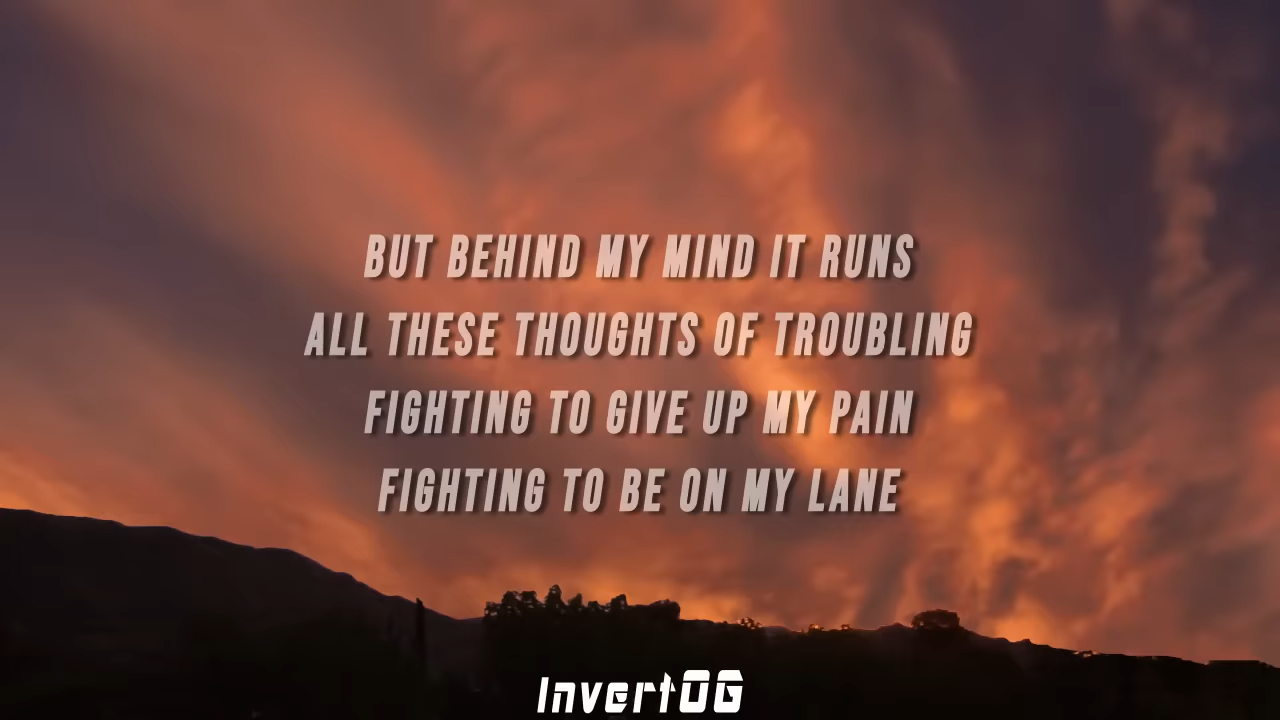 BUT BEHIND MY MIND IT RUNS
ALL THESE THOUGHTS OF TROUBLING
FIGHTING TO GIVE UP MY PAIN
FIGHTING TO BE ON MY LANE
InvertOG